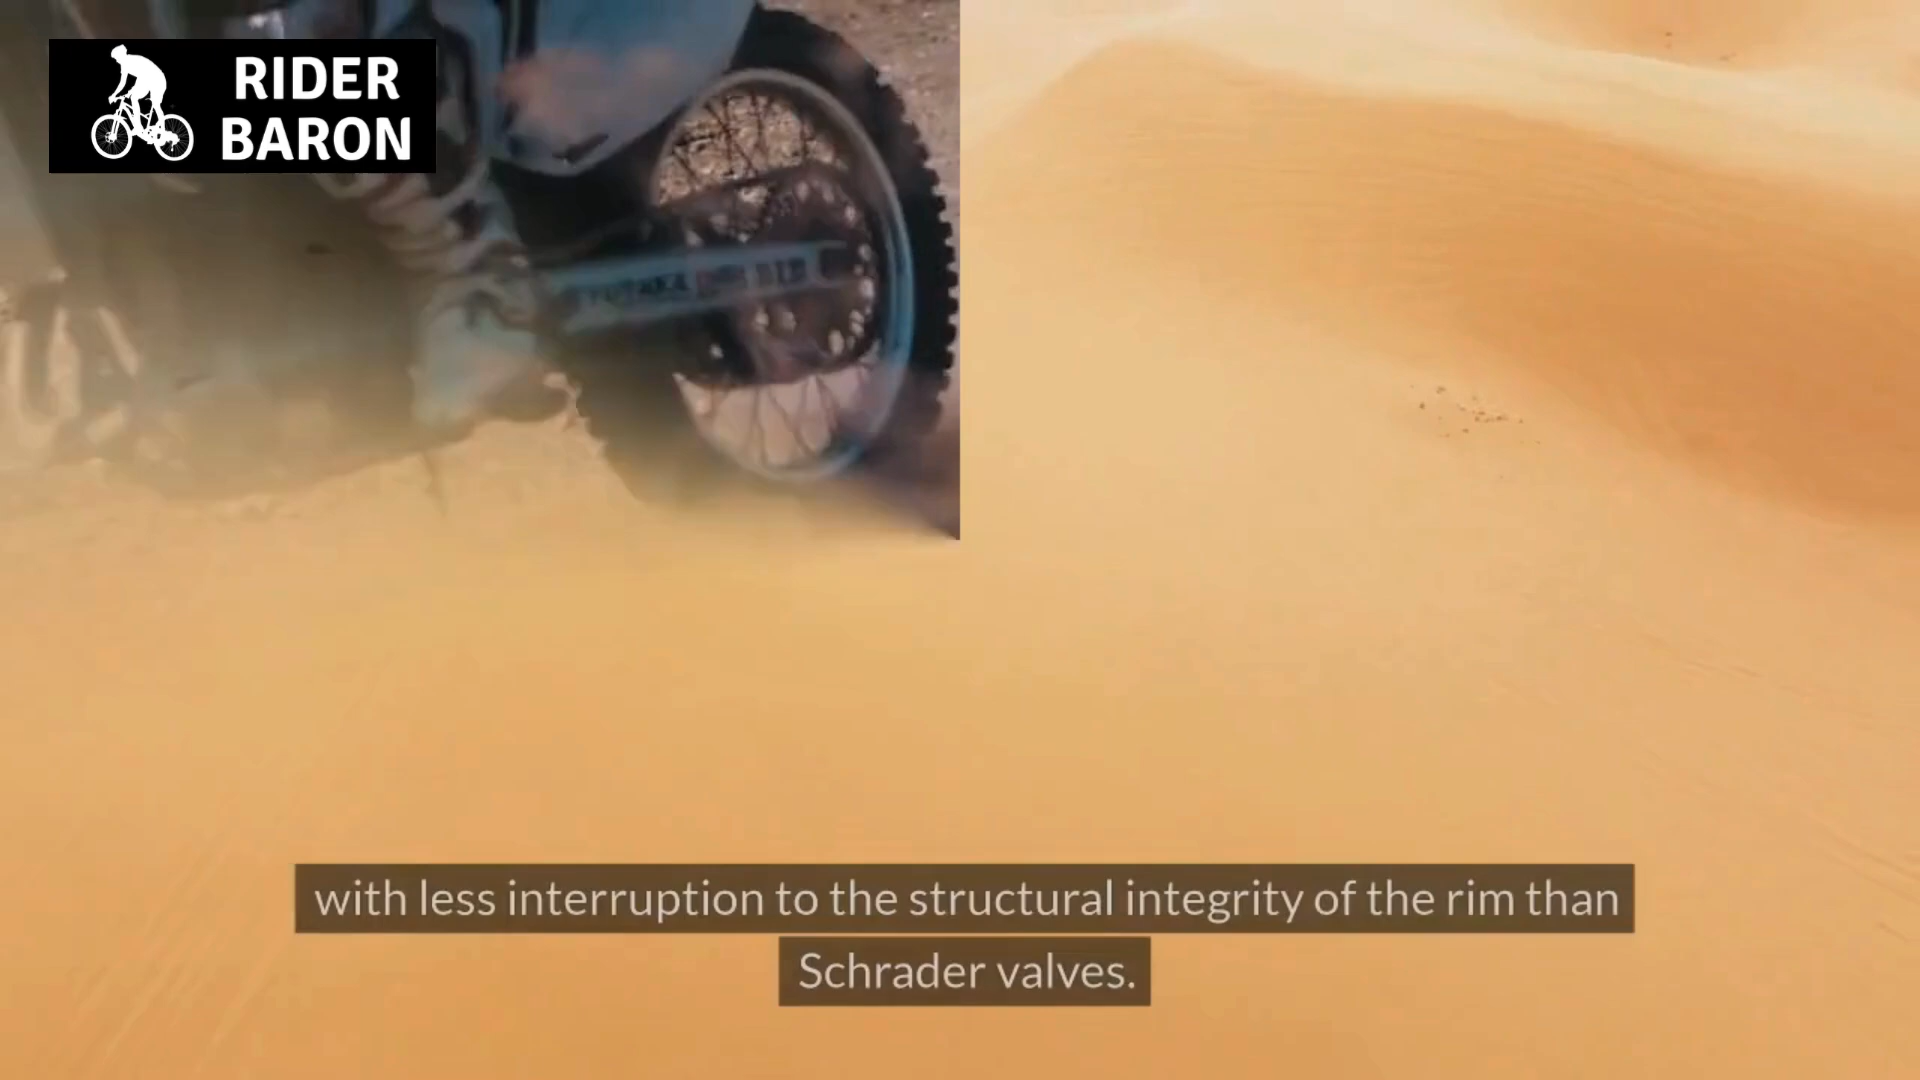 RIDER
BARON
with less interruption to the structural integrity of the rim than
Schrader valves.